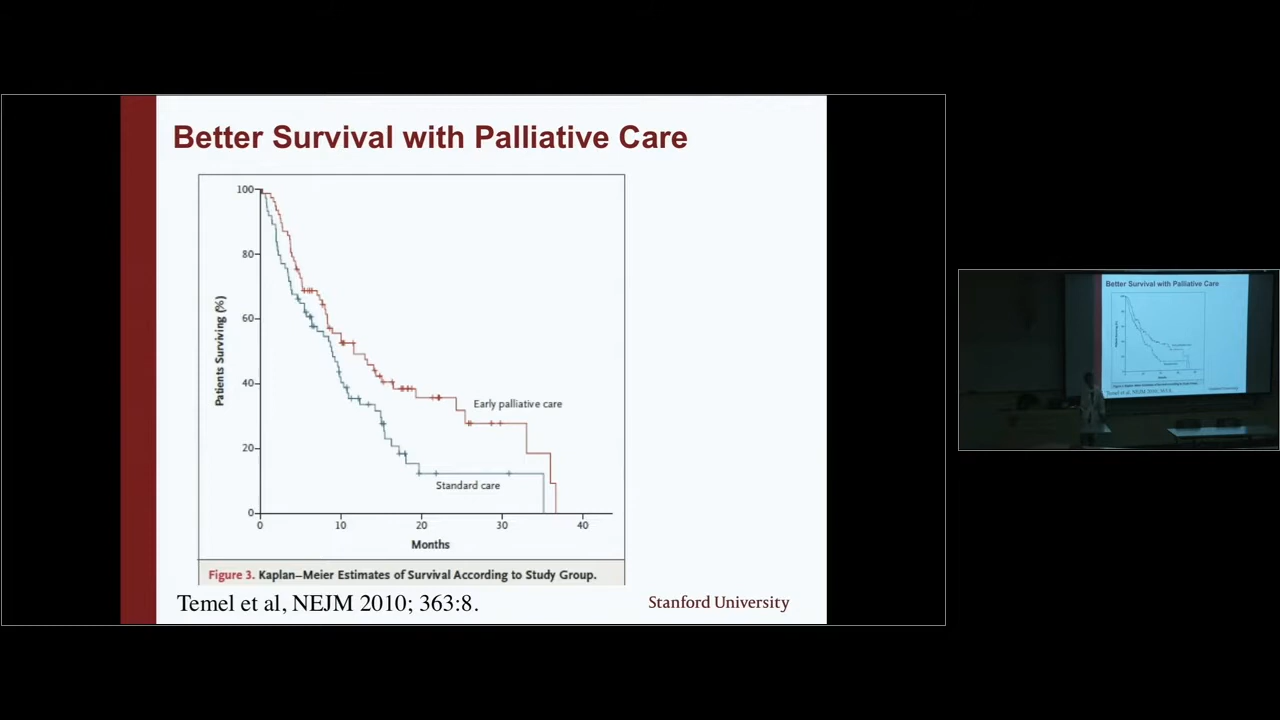 Better Survival with Palliative Care
100
80
60
40
20
0
Patients Surviving (%)
Early palliative care
Standard care
0 10 20 30 40
Months
Figure 3. Kaplan–Meier Estimates of Survival According to Study Group.
Temel et al, NEJM 2010; 363:8.
Stanford University
Better Survival with Palliative Care